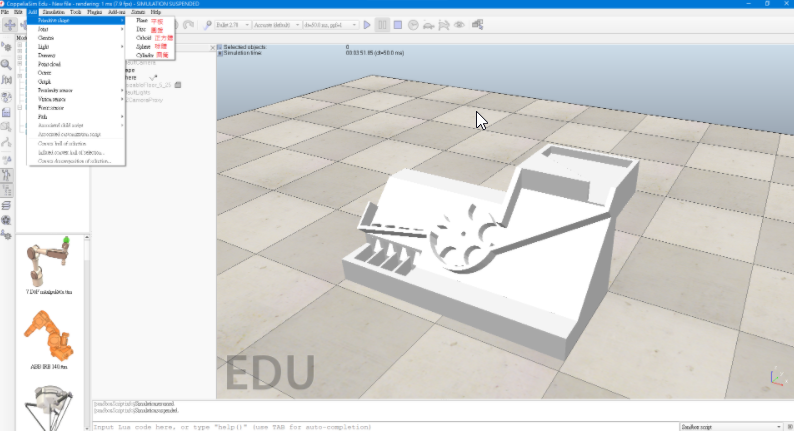 CoppeliaSim Edu - New file - rendering: 1 ms (7.9 fps) - SIMULATION SUSPENDED
File Edit Add Simulation Tools Plugins Add-ons Scenes Help
Primitive shape
Plane 平板
Disc 圓盤
Cuboid 正方體
Sphere 球體
Cylinder 圓筒
Joint
Camera
Light
Dummy
Point cloud
Octree
Graph
Proximity sensor
Vision sensor
Force sensor
Path
Associated child script
Associated customization script
Convex hull of selection
Inflated convex hull of selection...
Convex decomposition of selection...
Bullet 2.78
Accurate (default)
dt=50.0 ms, ppf=1
Selected objects: 0
Simulation time: 00:02:51.85 (dt=50.0 ms)
EDU
7 DoF manipulator.ttm
ABB IRB 140.ttm
[sandboxScript:info] Simulation resumed.
[sandboxScript:info] Simulation suspended.
Input Lua code here, or type "help()" (use TAB for auto-completion)
Sandbox script